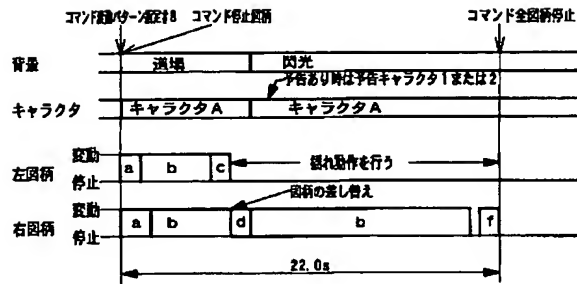 コマンド変動パターン指定#8
コマンド停止図柄
コマンド全図柄停止
背景
道場
閃光
予告あり時は予告キャラクタ1または2
キャラクタ
キャラクタA
キャラクタA
変動
左図柄
停止
a
b
c
揺れ動作を行う
図柄の差し替え
変動
右図柄
停止
a
b
d
b
f
22.0s